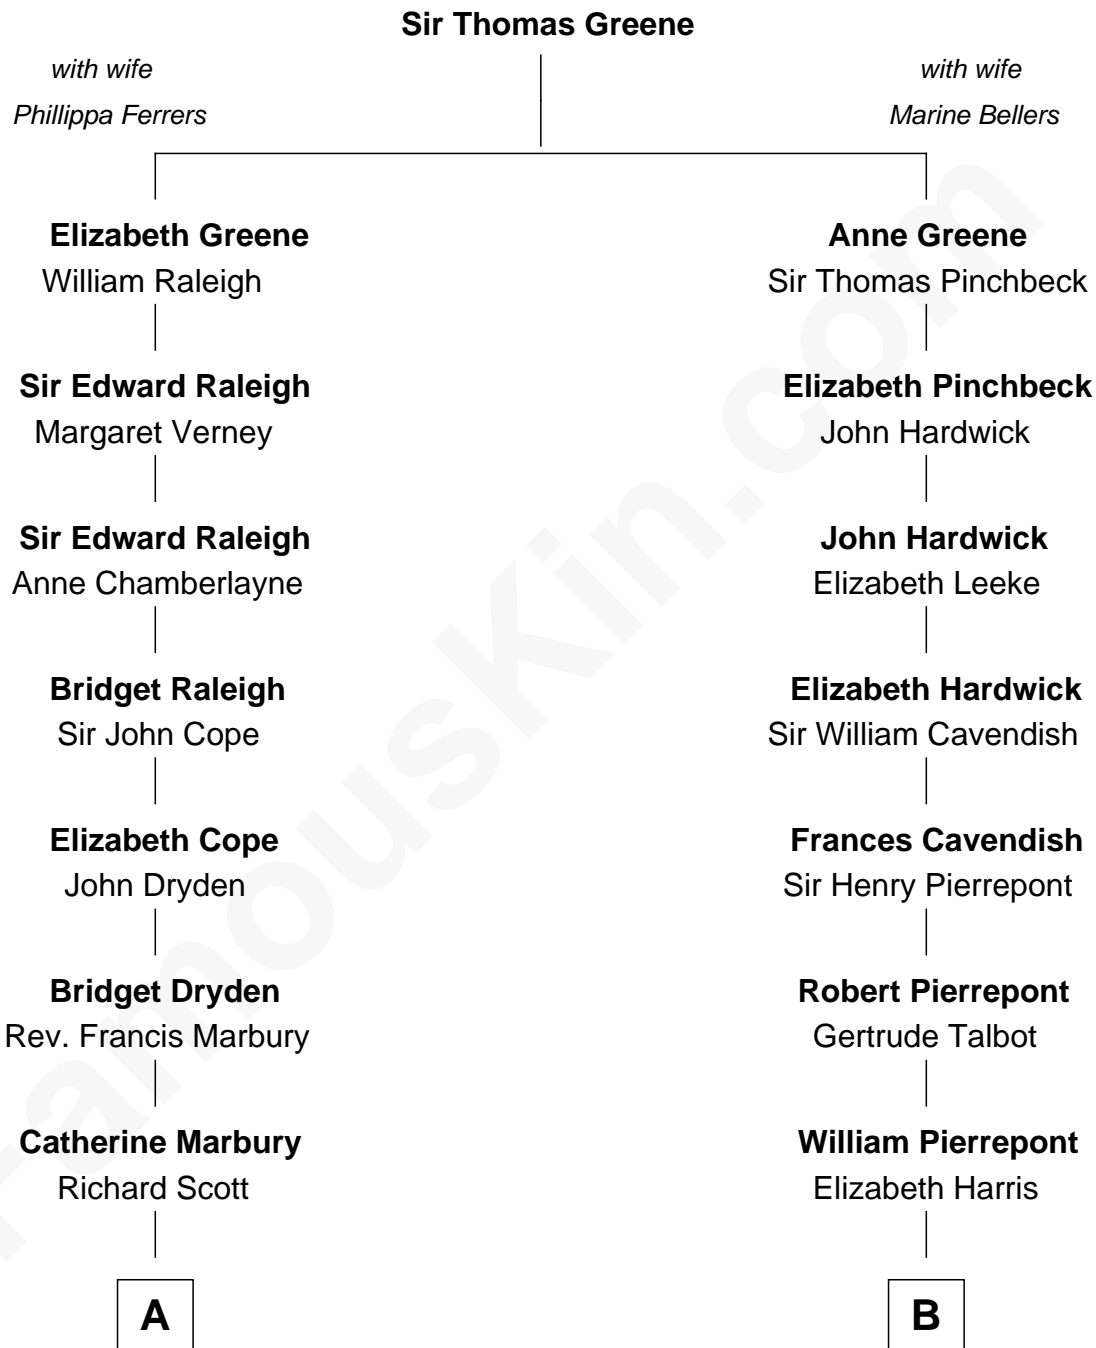 Sir Thomas Greene
with wife
Phillippa Ferrers
with wife
Marine Bellers
Elizabeth Greene
William Raleigh
Anne Greene
Sir Thomas Pinchbeck
Sir Edward Raleigh
Margaret Verney
Elizabeth Pinchbeck
John Hardwick
Sir Edward Raleigh
Anne Chamberlayne
John Hardwick
Elizabeth Leeke
Bridget Raleigh
Sir John Cope
Elizabeth Hardwick
Sir William Cavendish
Elizabeth Cope
John Dryden
Frances Cavendish
Sir Henry Pierrepont
Bridget Dryden
Rev. Francis Marbury
Robert Pierrepont
Gertrude Talbot
Catherine Marbury
Richard Scott
William Pierrepont
Elizabeth Harris
A
B
FamousKin.com